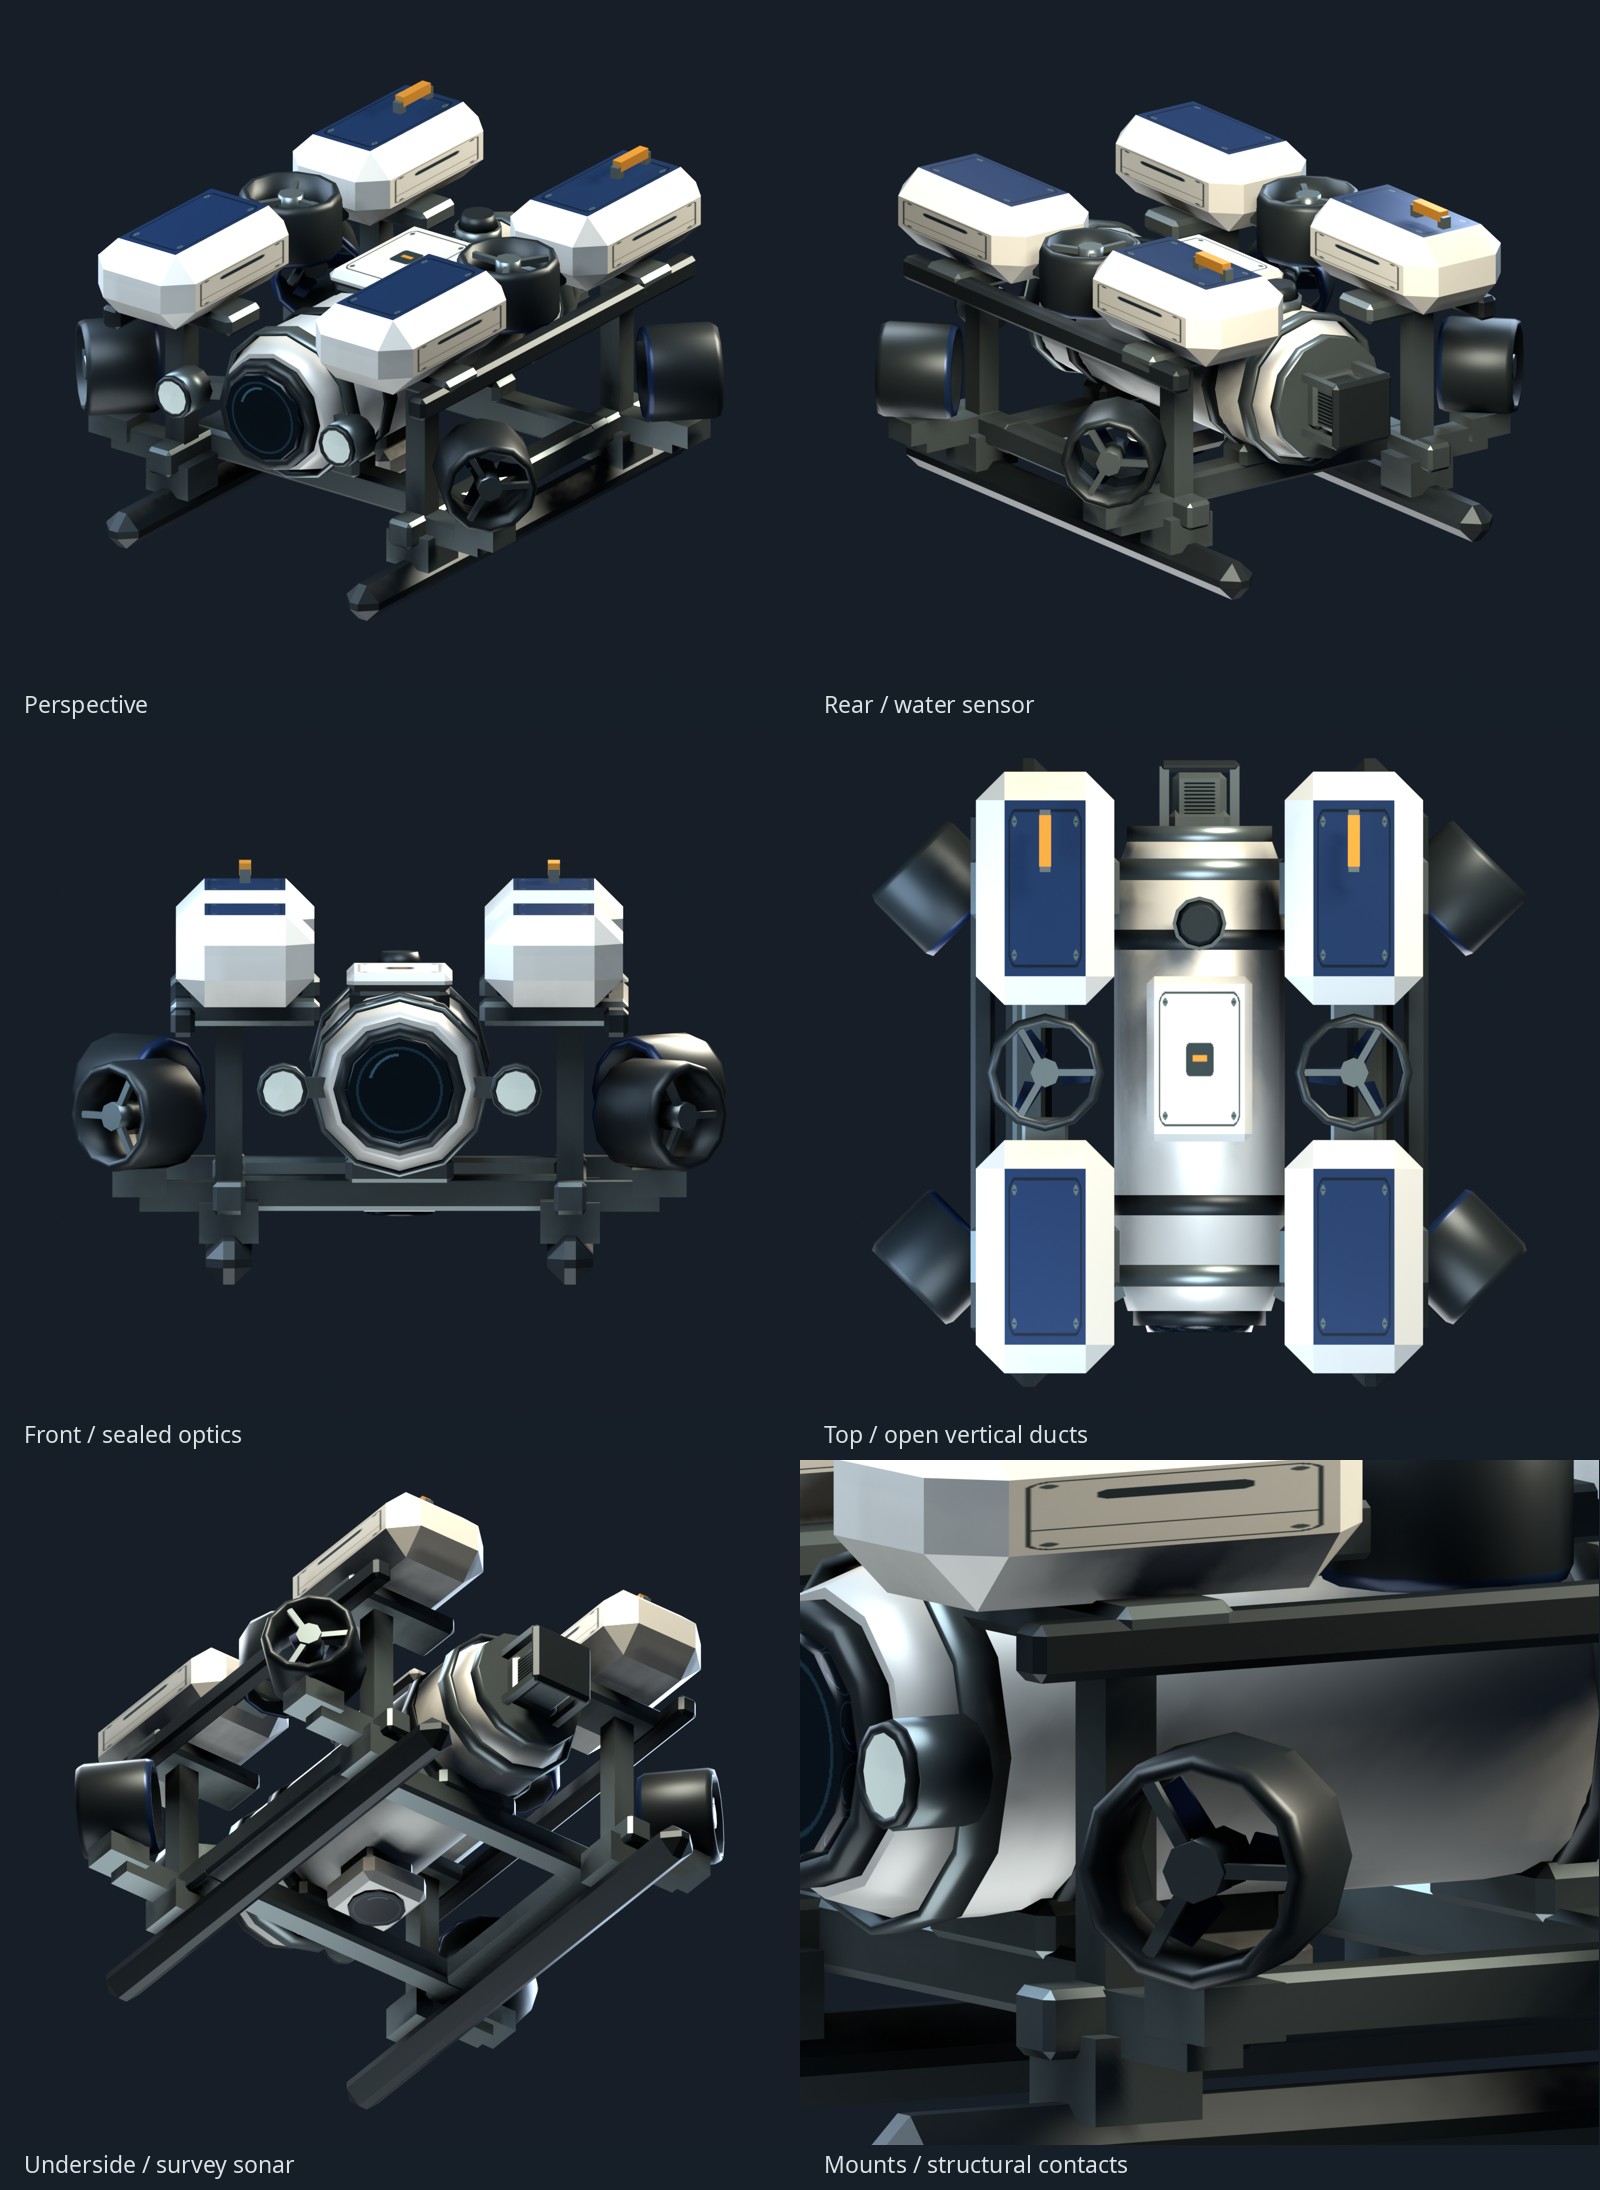 Perspective
Rear / water sensor
Front / sealed optics
Top / open vertical ducts
Underside / survey sonar
Mounts / structural contacts